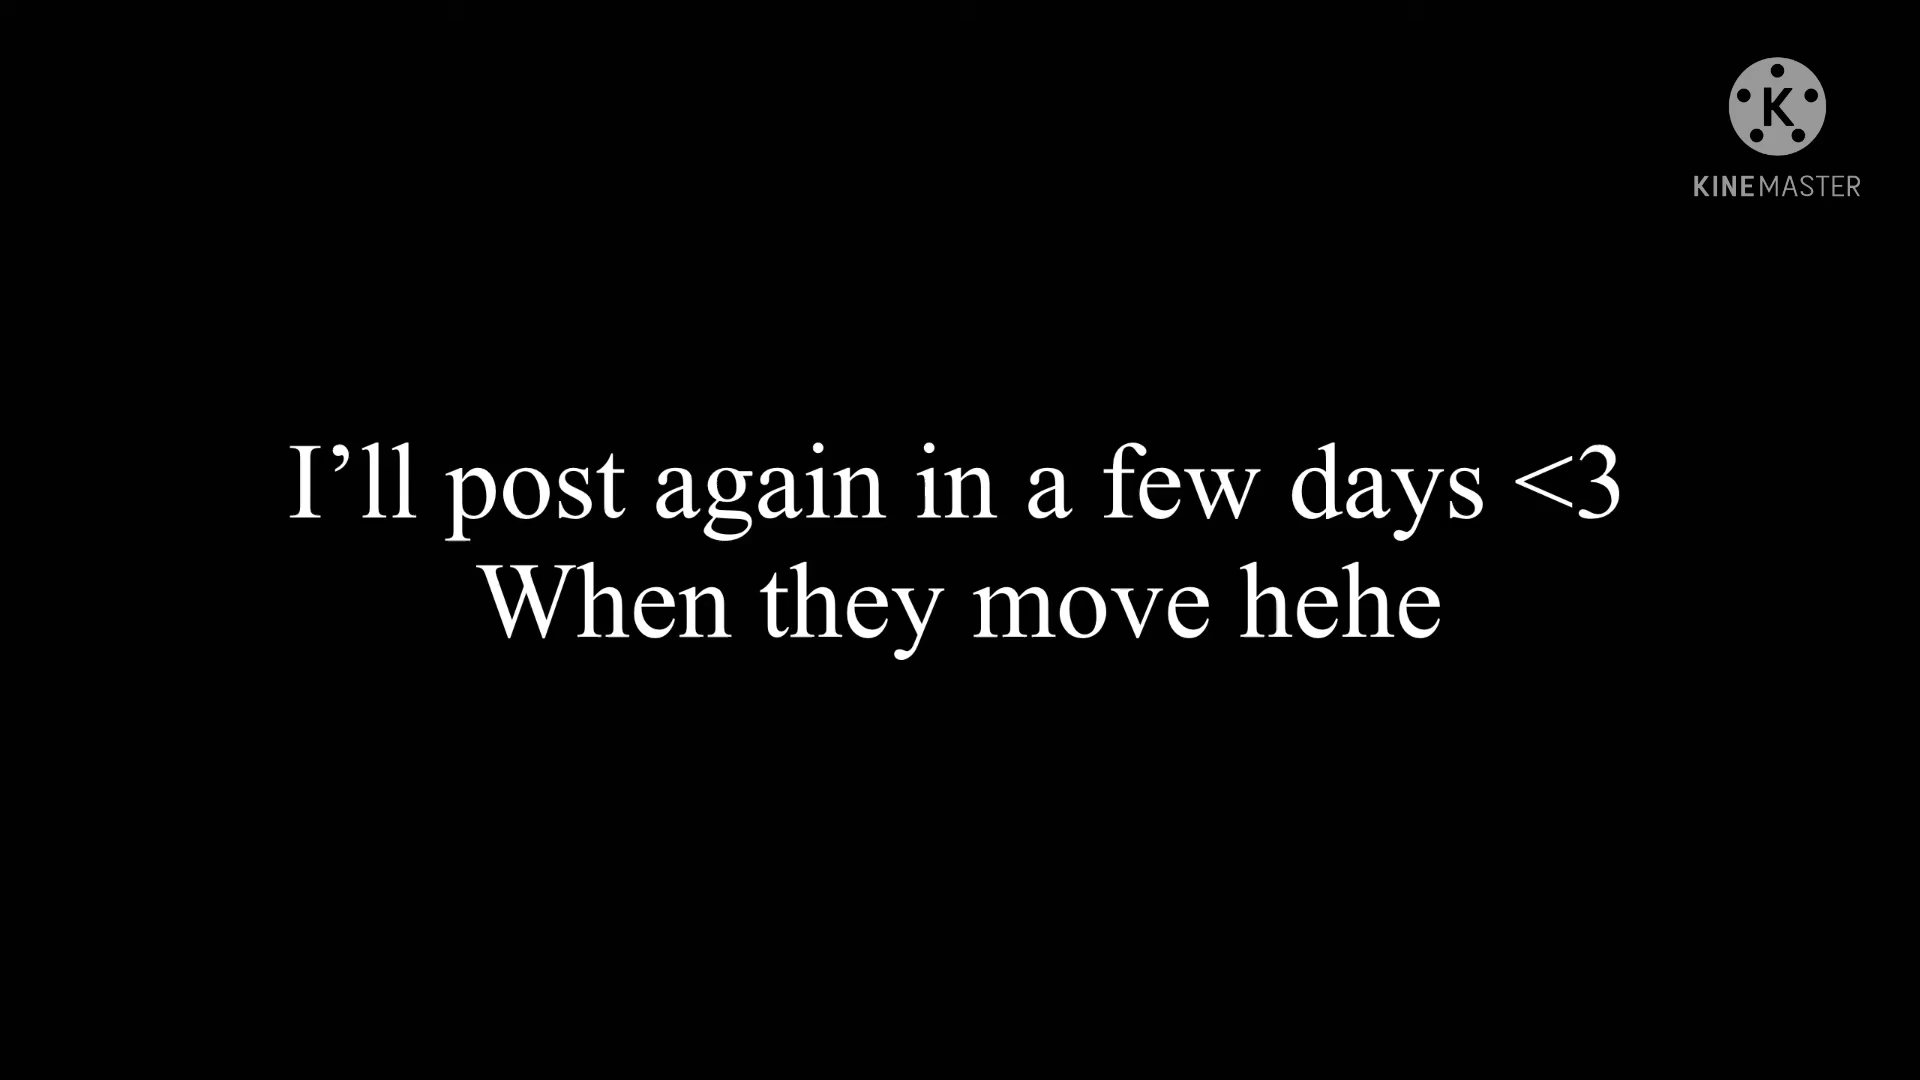 K
KINEMASTER
I’ll post again in a few days <3
When they move hehe